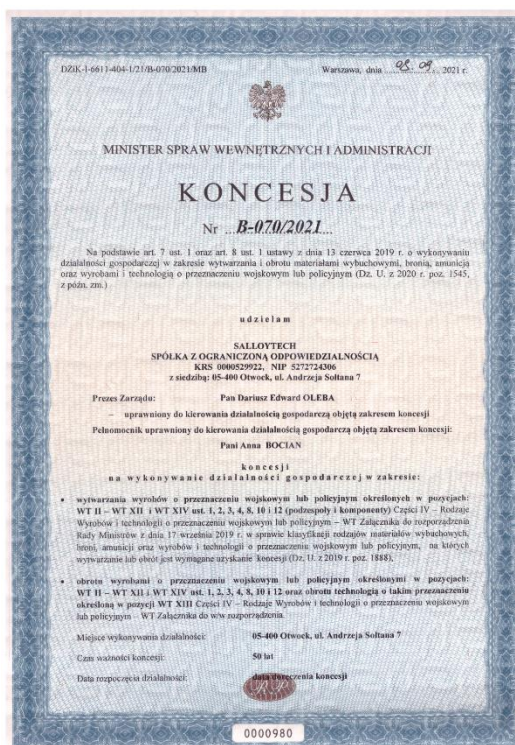 DZiK-I-6611-404-1/21/B-070/2021/MB Warszawa, dnia 08. 09. 2021 r.
MINISTER SPRAW WEWNĘTRZNYCH I ADMINISTRACJI
KONCESJA
Nr ...B-070/2021...
Na podstawie art. 7 ust. 1 oraz art. 8 ust. 1 ustawy z dnia 13 czerwca 2019 r. o wykonywaniu
działalności gospodarczej w zakresie wytwarzania i obrotu materiałami wybuchowymi, bronią, amunicją
oraz wyrobami i technologią o przeznaczeniu wojskowym lub policyjnym (Dz. U. z 2020 r. poz. 1545,
z późn. zm.)
udzielam
SALLOYTECH
SPÓŁKA Z OGRANICZONĄ ODPOWIEDZIALNOŚCIĄ
KRS 0000529922, NIP 5272724306
z siedzibą: 05-400 Otwock, ul. Andrzeja Sołtana 7
Prezes Zarządu: Pan Dariusz Edward OLEBA
– uprawniony do kierowania działalnością gospodarczą objętą zakresem koncesji
Pełnomocnik uprawniony do kierowania działalnością gospodarczą objętą zakresem koncesji:
Pani Anna BOCIAN
koncesji
na wykonywanie działalności gospodarczej w zakresie:
• wytwarzania wyrobów o przeznaczeniu wojskowym lub policyjnym określonych w pozycjach:
WT II – WT XII i WT XIV ust. 1, 2, 3, 4, 8, 10 i 12 (podzespoły i komponenty) Części IV – Rodzaje
Wyrobów i technologii o przeznaczeniu wojskowym lub policyjnym – WT Załącznika do rozporządzenia
Rady Ministrów z dnia 17 września 2019 r. w sprawie klasyfikacji rodzajów materiałów wybuchowych,
broni, amunicji oraz wyrobów i technologii o przeznaczeniu wojskowym lub policyjnym, na których
wytwarzanie lub obrót jest wymagane uzyskanie koncesji (Dz. U. z 2019 r. poz. 1888),
• obrotu wyrobami o przeznaczeniu wojskowym lub policyjnym określonymi w pozycjach:
WT II – WT XII i WT XIV ust. 1, 2, 3, 4, 8, 10 i 12 oraz obrotu technologią o takim przeznaczeniu
określoną w pozycji WT XIII Części IV – Rodzaje Wyrobów i technologii o przeznaczeniu wojskowym
lub policyjnym – WT Załącznika do w/w rozporządzenia.
Miejsce wykonywania działalności: 05-400 Otwock, ul. Andrzeja Sołtana 7
Czas ważności koncesji: 50 lat
Data rozpoczęcia działalności: data doręczenia koncesji
RP
0000980